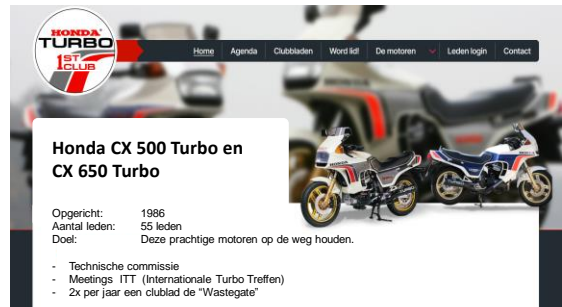 HONDA
TURBO
1ST
CLUB
Home Agenda Clubbladen Word lid! De motoren Leden login Contact
Honda CX 500 Turbo en
CX 650 Turbo
Opgericht: 1986
Aantal leden: 55 leden
Doel: Deze prachtige motoren op de weg houden.
- Technische commissie
- Meetings ITT (Internationale Turbo Treffen)
- 2x per jaar een clublad de “Wastegate”